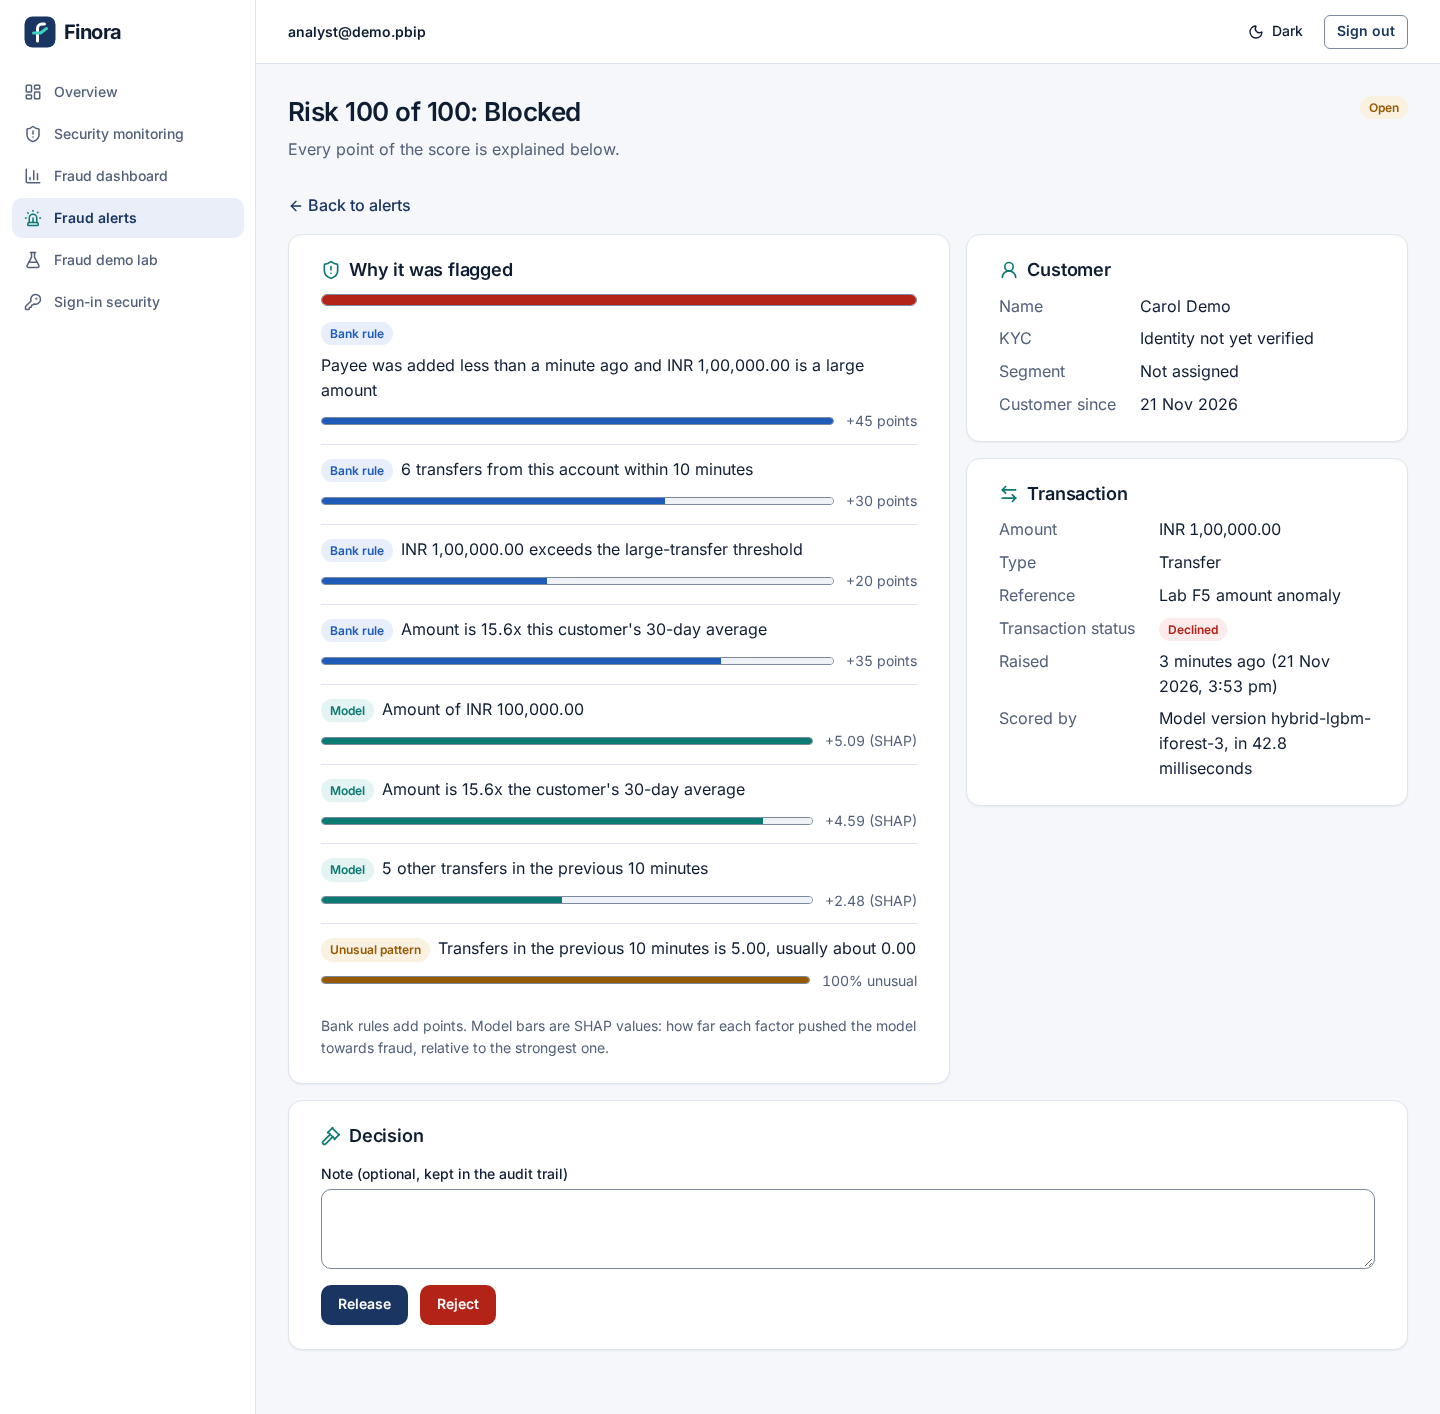 Finora
Overview
Security monitoring
Fraud dashboard
Fraud alerts
Fraud demo lab
Sign-in security
analyst@demo.pbip
Dark
Sign out
Risk 100 of 100: Blocked
Open
Every point of the score is explained below.
Back to alerts
Why it was flagged
Bank rule
Payee was added less than a minute ago and INR 1,00,000.00 is a large
amount
+45 points
Bank rule 6 transfers from this account within 10 minutes
+30 points
Bank rule INR 1,00,000.00 exceeds the large-transfer threshold
+20 points
Bank rule Amount is 15.6x this customer's 30-day average
+35 points
Model Amount of INR 100,000.00
+5.09 (SHAP)
Model Amount is 15.6x the customer's 30-day average
+4.59 (SHAP)
Model 5 other transfers in the previous 10 minutes
+2.48 (SHAP)
Unusual pattern Transfers in the previous 10 minutes is 5.00, usually about 0.00
100% unusual
Bank rules add points. Model bars are SHAP values: how far each factor pushed the model
towards fraud, relative to the strongest one.
Customer
Name Carol Demo
KYC Identity not yet verified
Segment Not assigned
Customer since 21 Nov 2026
Transaction
Amount INR 1,00,000.00
Type Transfer
Reference Lab F5 amount anomaly
Transaction status Declined
Raised 3 minutes ago (21 Nov
2026, 3:53 pm)
Scored by Model version hybrid-lgbm-
iforest-3, in 42.8
milliseconds
Decision
Note (optional, kept in the audit trail)
Release
Reject